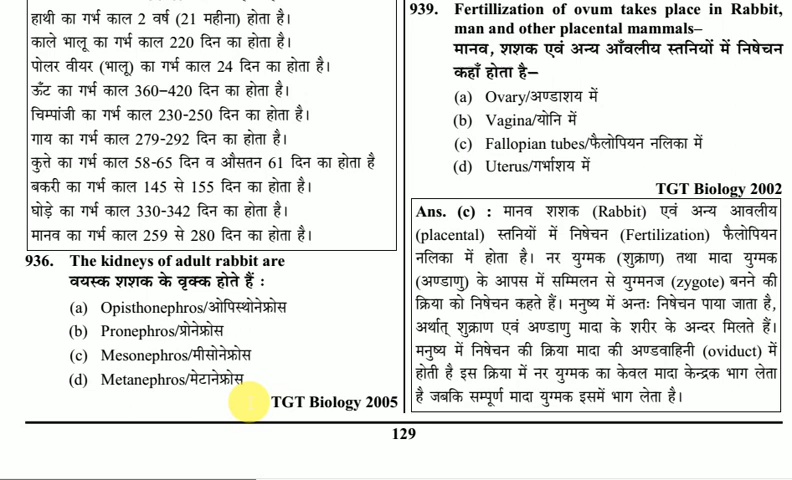 हाथी का गर्भ काल 2 वर्ष (21 महीना) होता है।
काले भालू का गर्भ काल 220 दिन का होता है।
पोलर वीयर (भालू) का गर्भ काल 24 दिन का होता है।
ऊँट का गर्भ काल 360–420 दिन का होता है।
चिम्पांजी का गर्भ काल 230-250 दिन का होता है।
गाय का गर्भ काल 279-292 दिन का होता है।
कुत्ते का गर्भ काल 58-65 दिन व औसतन 61 दिन का होता है
बकरी का गर्भ काल 145 से 155 दिन का होता है।
घोड़े का गर्भ काल 330-342 दिन का होता है।
मानव का गर्भ काल 259 से 280 दिन का होता है।
936. The kidneys of adult rabbit are
वयस्क शशक के वृक्क होते हैं :
(a) Opisthonephros/ओपिस्थोनेफ्रोस
(b) Pronephros/प्रोनेफ्रोस
(c) Mesonephros/मीसोनेफ्रोस
(d) Metanephros/मेटानेफ्रोस
TGT Biology 2005
939. Fertillization of ovum takes place in Rabbit,
man and other placental mammals–
मानव, शशक एवं अन्य आँवलीय स्तनियों में निषेचन
कहाँ होता है–
(a) Ovary/अण्डाशय में
(b) Vagina/योनि में
(c) Fallopian tubes/फैलोपियन नलिका में
(d) Uterus/गर्भाशय में
TGT Biology 2002
Ans. (c) : मानव शशक (Rabbit) एवं अन्य आवलीय
(placental) स्तनियों में निषेचन (Fertilization) फैलोपियन
नलिका में होता है। नर युग्मक (शुक्राण) तथा मादा युग्मक
(अण्डाणु) के आपस में सम्मिलन से युग्मनज (zygote) बनने की
क्रिया को निषेचन कहते हैं। मनुष्य में अन्तः निषेचन पाया जाता है,
अर्थात् शुक्राण एवं अण्डाणु मादा के शरीर के अन्दर मिलते हैं।
मनुष्य में निषेचन की क्रिया मादा की अण्डवाहिनी (oviduct) में
होती है इस क्रिया में नर युग्मक का केवल मादा केन्द्रक भाग लेता
है जबकि सम्पूर्ण मादा युग्मक इसमें भाग लेता है।
129